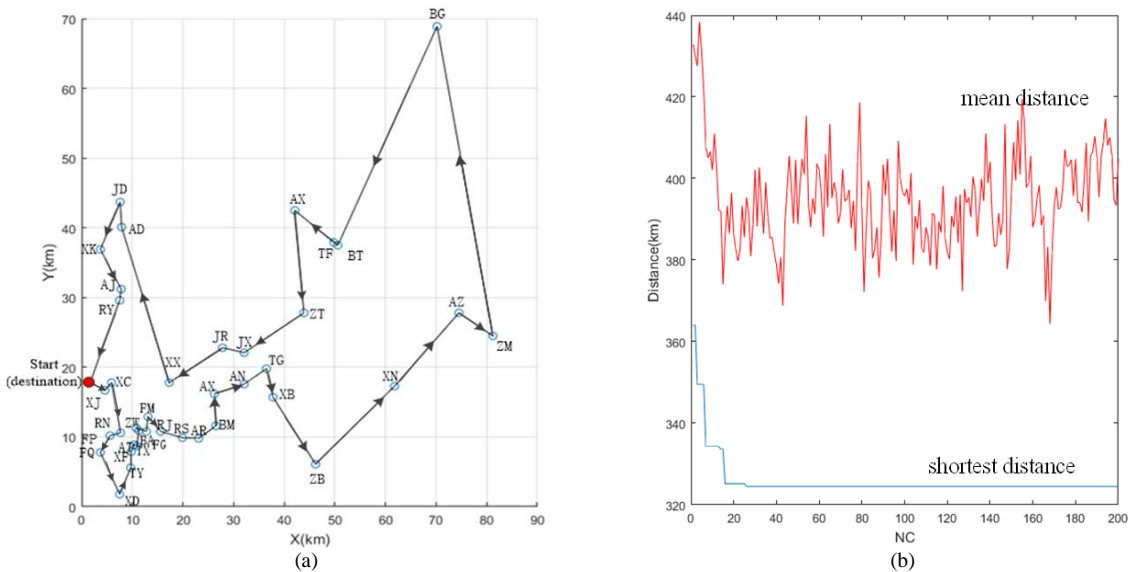 70
60
50
40
30
20
10
0
0 10 20 30 40 50 60 70 80 90
X(km)
Y(km)
BG
JD
AD
XK
AJ
RY
AX
TF
BT
ZT
JR
JX
XX
AZ
ZM
XN
TG
XB
AN
AX
BM
ZB
Start
(destination)
XC
XJ
RN
FP
FQ
XD
TY
XF
TX
FG
FM
RJ
RS
AR
(a)
440
420
400
380
360
340
320
0 20 40 60 80 100 120 140 160 180 200
NC
Distance(km)
mean distance
shortest distance
(b)